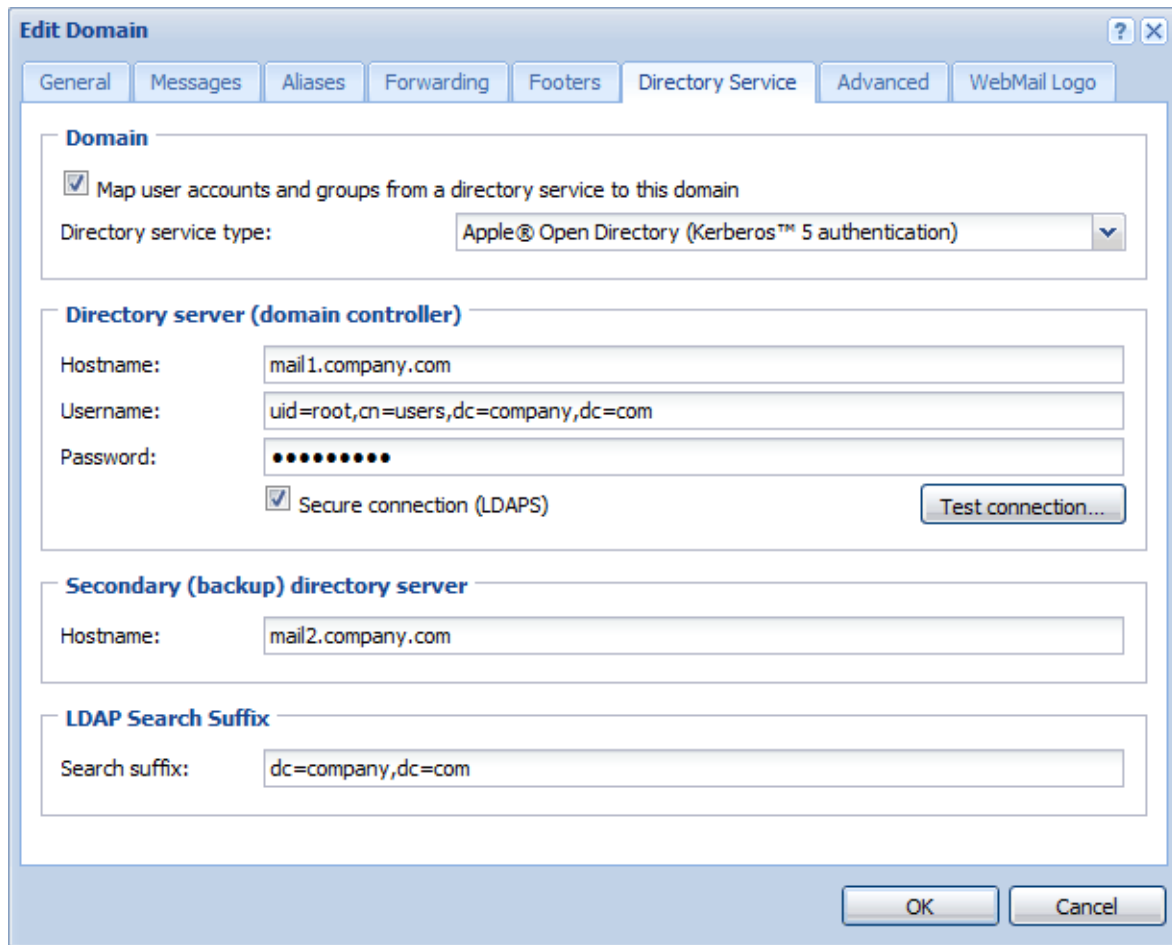 Edit Domain
General Messages Aliases Forwarding Footers Directory Service Advanced WebMail Logo
Domain
Map user accounts and groups from a directory service to this domain
Directory service type: Apple® Open Directory (Kerberos™ 5 authentication)
Directory server (domain controller)
Hostname: mail1.company.com
Username: uid=root,cn=users,dc=company,dc=com
Password: •••••••••
Secure connection (LDAPS) Test connection...
Secondary (backup) directory server
Hostname: mail2.company.com
LDAP Search Suffix
Search suffix: dc=company,dc=com
OK Cancel